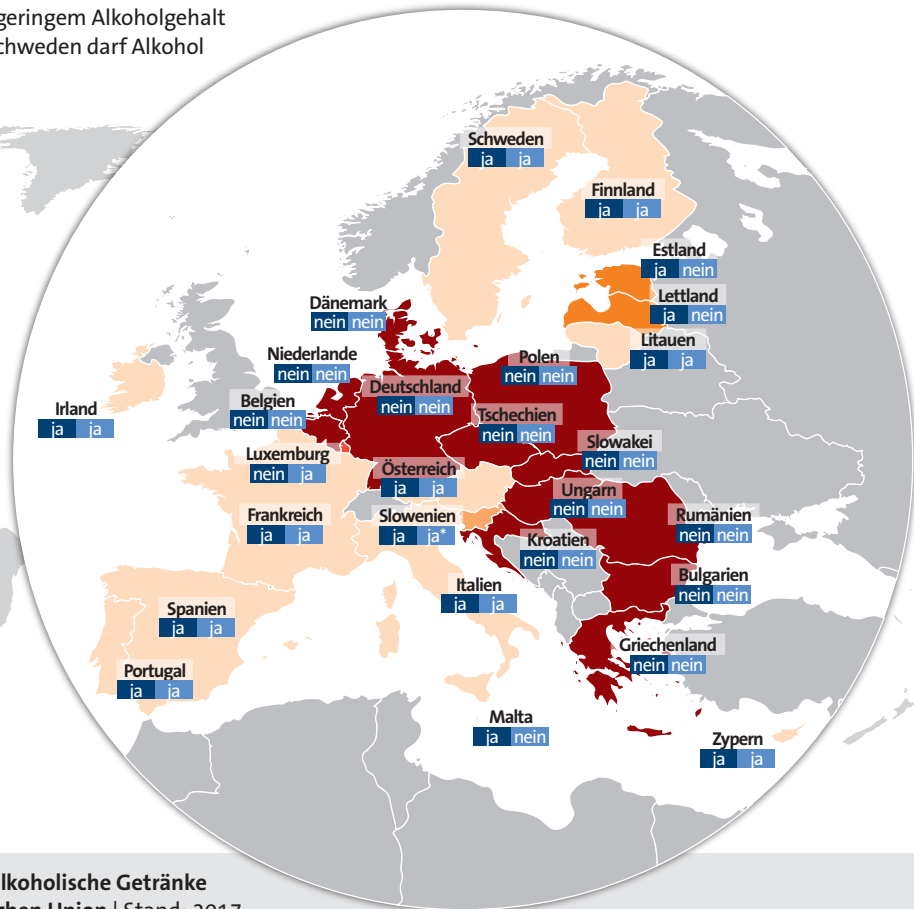 geringem Alkoholgehalt
chweden darf Alkohol
Schweden
ja ja
Finnland
ja ja
Estland
ja nein
Lettland
ja nein
Litauen
ja ja
Dänemark
nein nein
Niederlande
nein nein
Polen
nein nein
Deutschland
nein nein
Belgien
nein nein
Irland
ja ja
Tschechien
nein nein
Slowakei
nein nein
Luxemburg
nein ja
Österreich
ja ja
Ungarn
nein nein
Frankreich
ja ja
Slowenien
ja ja*
Rumänien
nein nein
Kroatien
nein nein
Bulgarien
nein nein
Italien
ja ja
Spanien
ja ja
Griechenland
nein nein
Portugal
ja ja
Malta
ja nein
Zypern
ja ja
lkoholische Getränke
chen Union | Stand: 2017